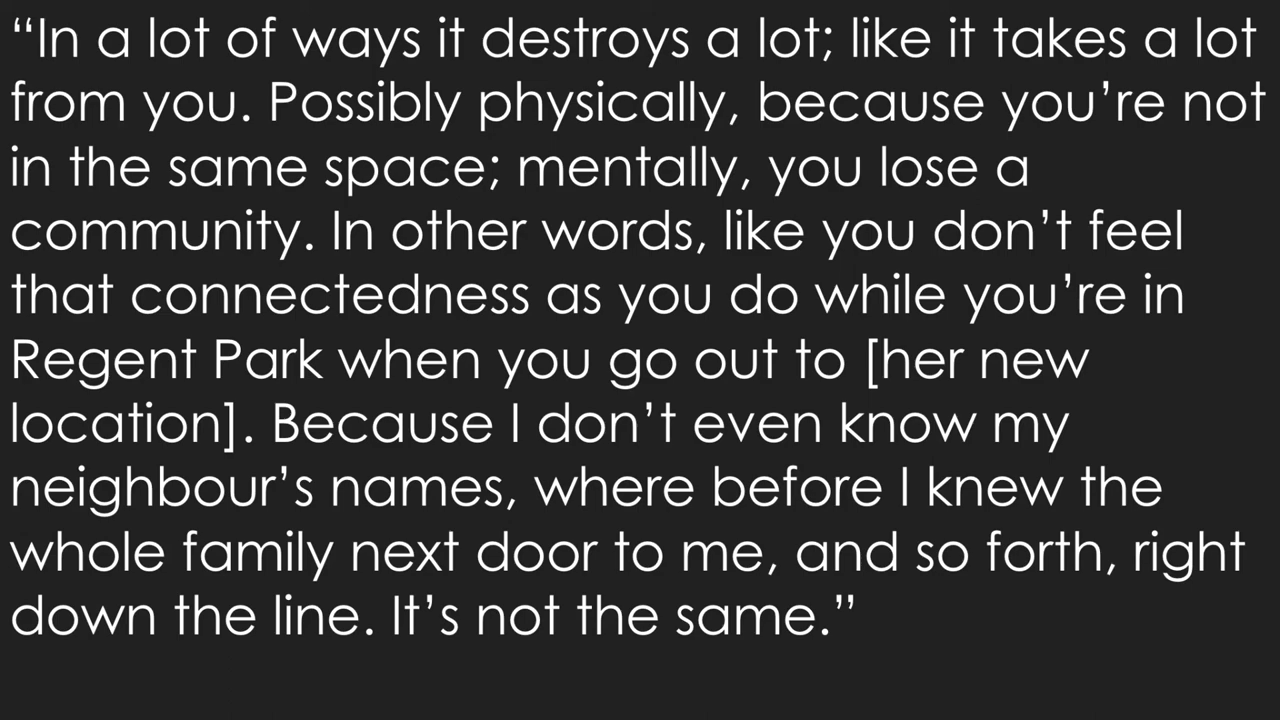 “In a lot of ways it destroys a lot; like it takes a lot
from you. Possibly physically, because you’re not
in the same space; mentally, you lose a
community. In other words, like you don’t feel
that connectedness as you do while you’re in
Regent Park when you go out to [her new
location]. Because I don’t even know my
neighbour’s names, where before I knew the
whole family next door to me, and so forth, right
down the line. It’s not the same.”